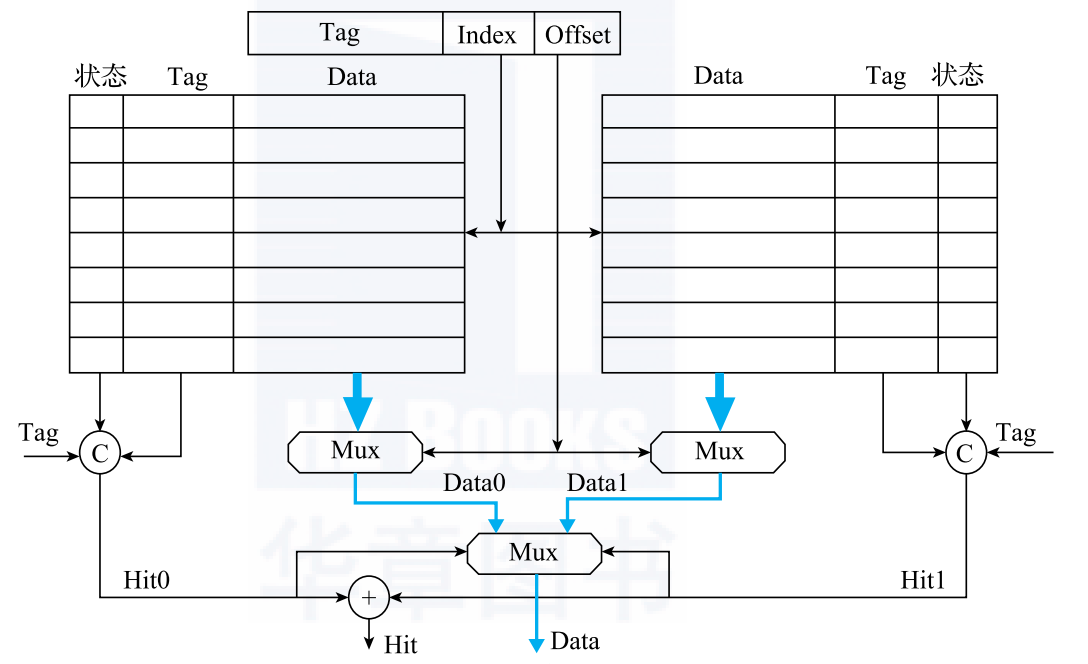 Tag Index Offset
状态 Tag Data Data Tag 状态
Tag C Mux Mux C Tag
Data0 Data1
Mux
Hit0 + Hit1
Hit Data
HZ Books
华章图书